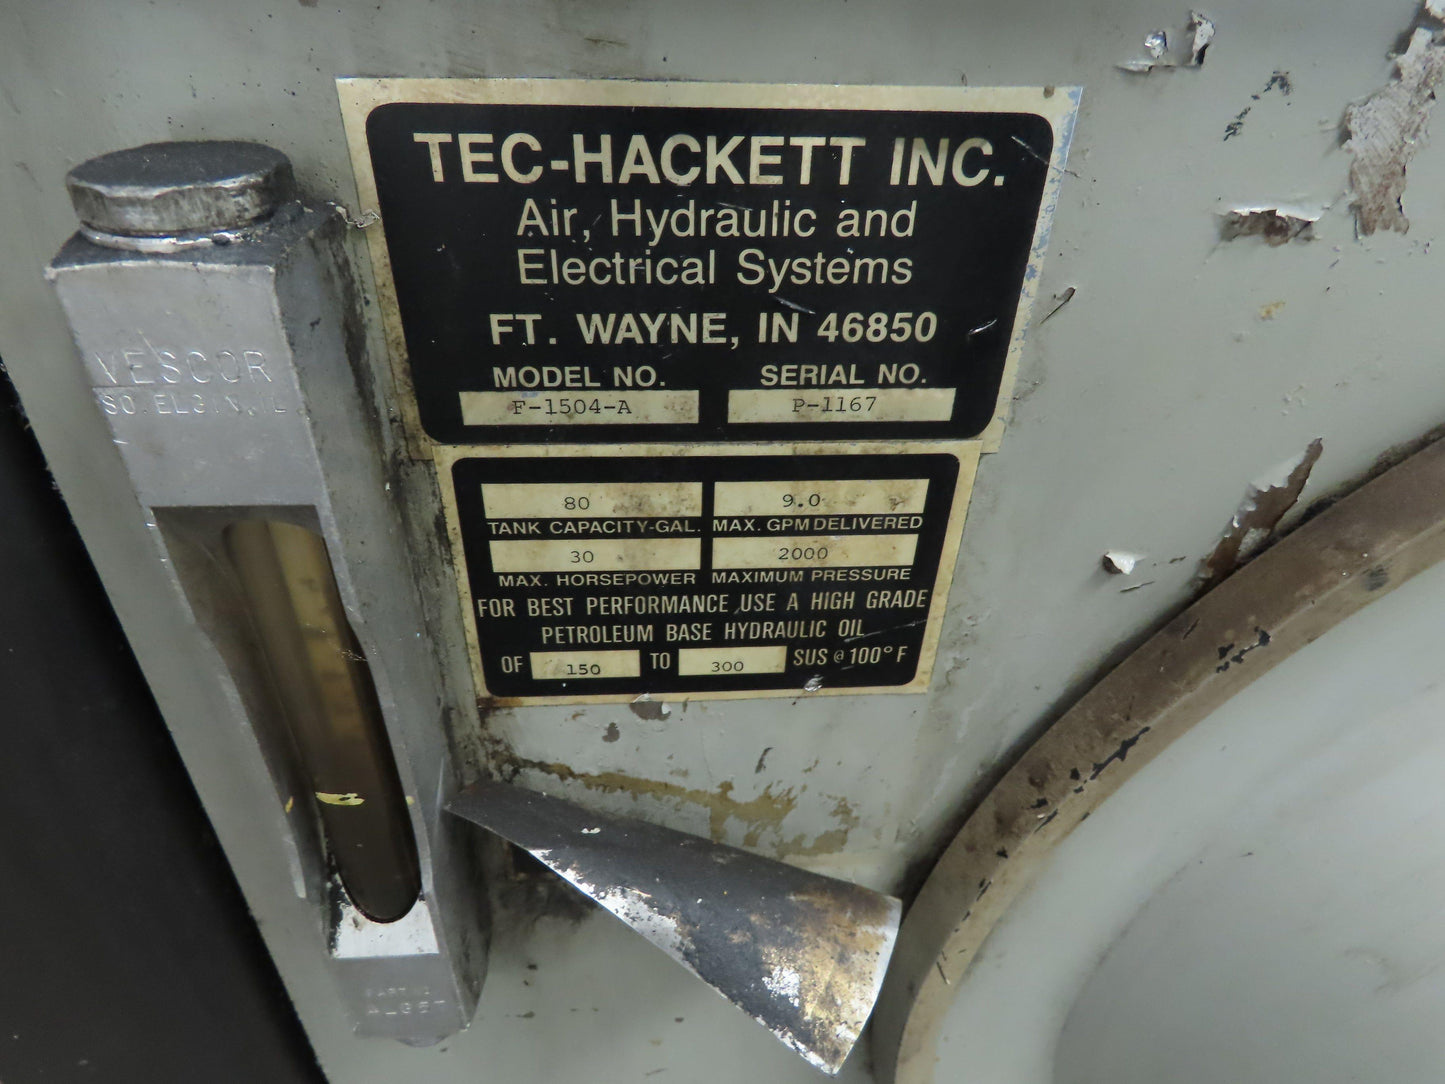 TEC-HACKETT INC.
Air, Hydraulic and
Electrical Systems
FT. WAYNE, IN 46850
MODEL NO. SERIAL NO.
F-1504-A P-1167
80 9.0
TANK CAPACITY-GAL. MAX. GPM DELIVERED
30 2000
MAX. HORSEPOWER MAXIMUM PRESSURE
FOR BEST PERFORMANCE USE A HIGH GRADE
PETROLEUM BASE HYDRAULIC OIL
OF 150 TO 300 SUS @ 100° F
VESCOR
SO. ELGIN, IL